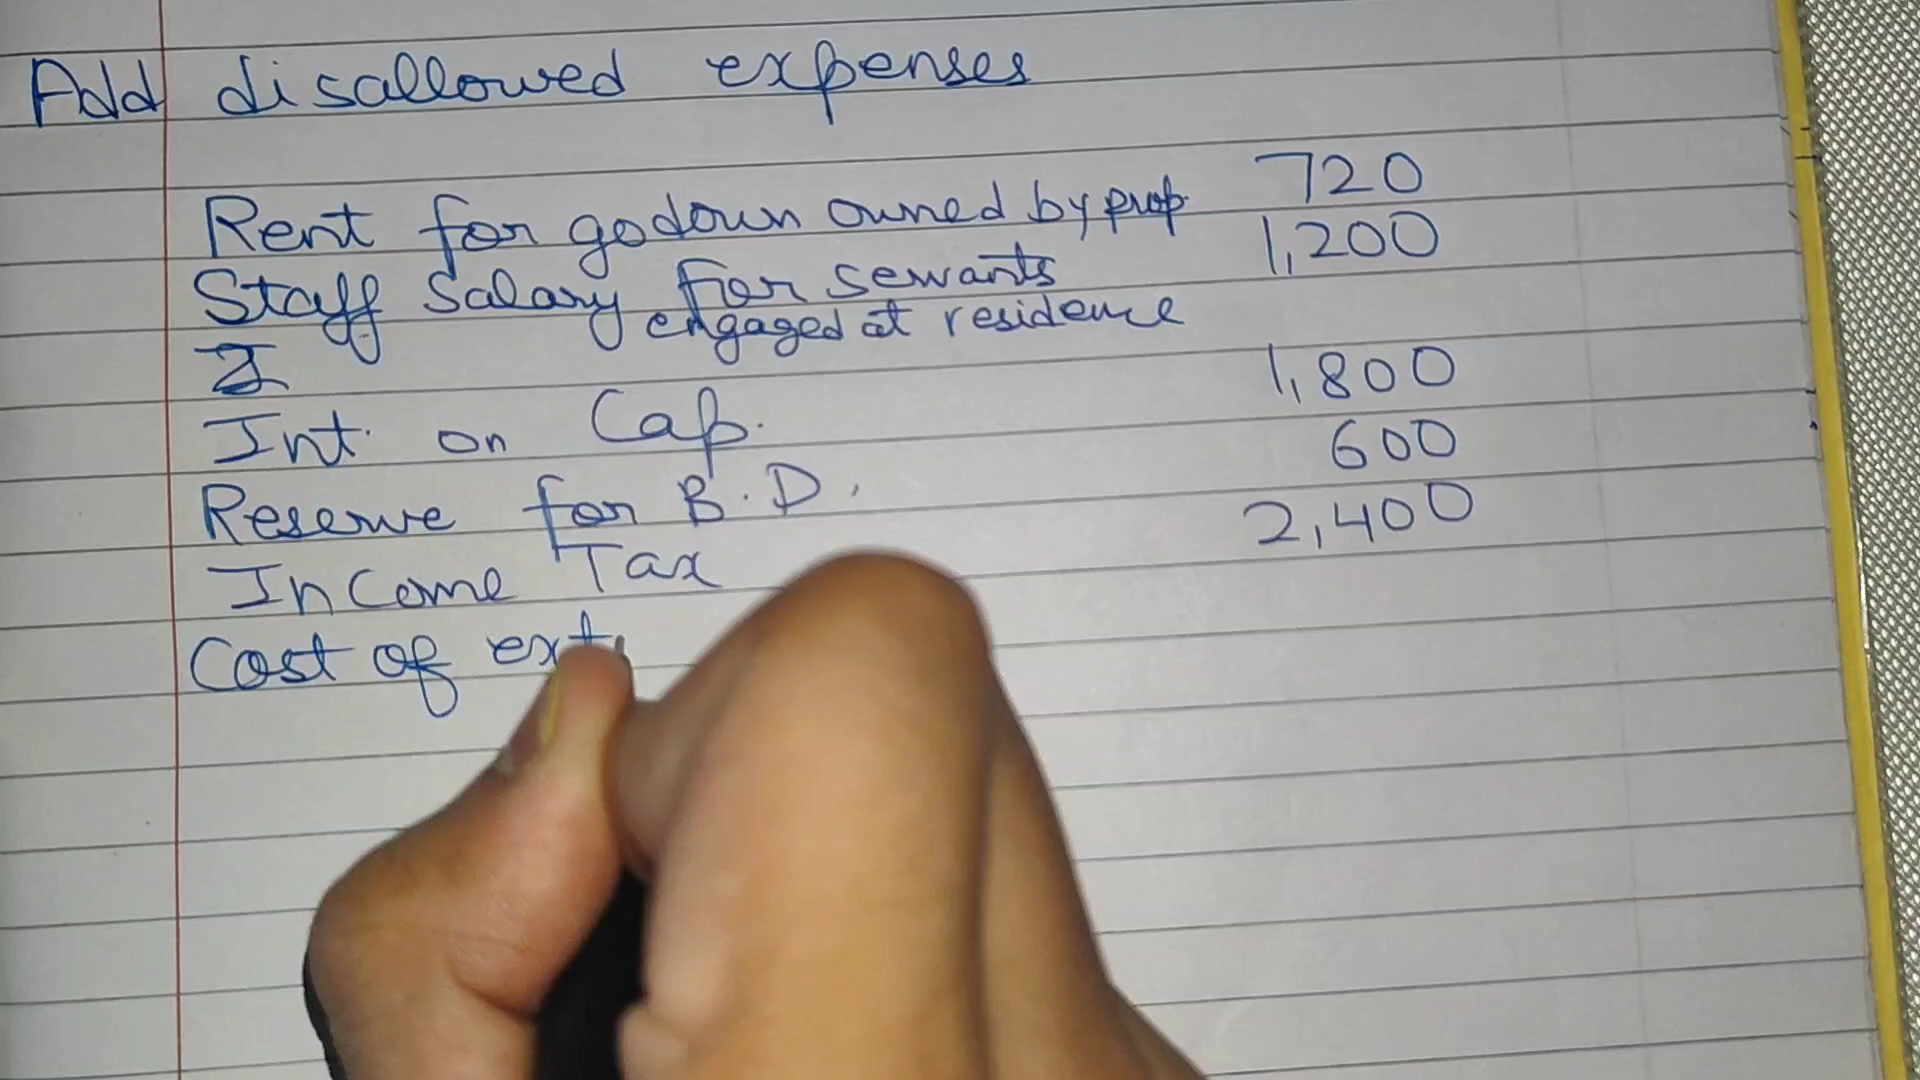 Add disallowed expenses
Rent for godown owned by prop. 720
Staff Salary for servants 1,200
engaged at residence
Int. on Cap. 1,800
Reserve for B.D. 600
Income Tax 2,400
Cost of